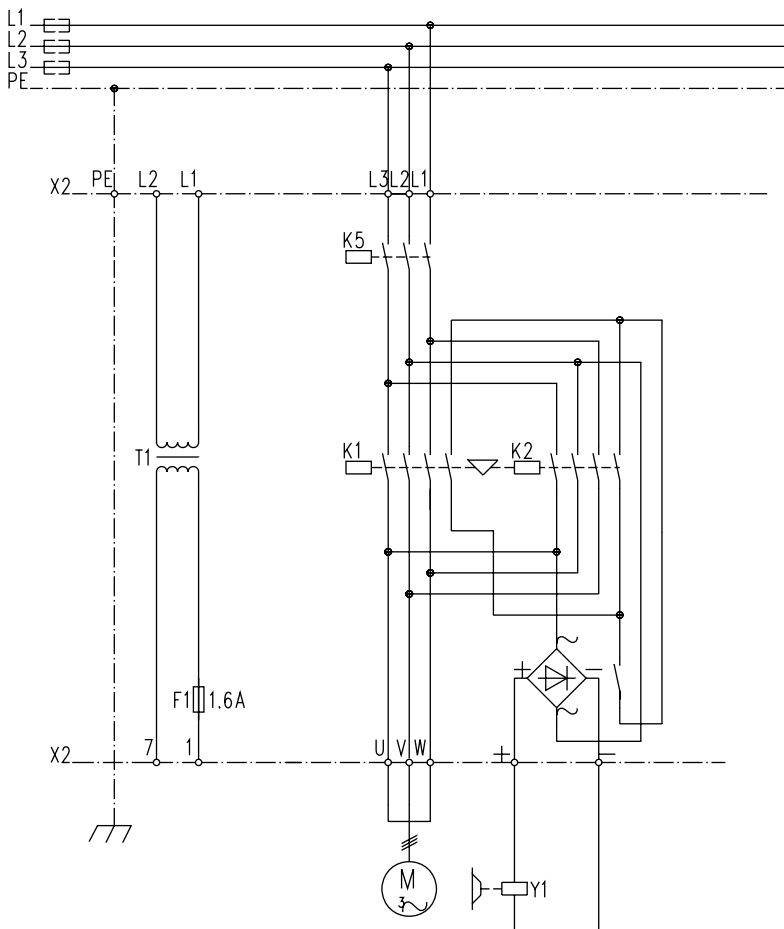 L1
L2
L3
PE
X2 PE L2 L1 L3 L2 L1
K5
K1 K2
T1
+ ~ −
~
F1 1.6A
X2 7 1 U V W + −
M
3~
Y1